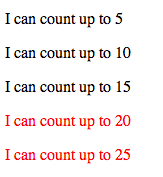 I can count up to 5
I can count up to 10
I can count up to 15
I can count up to 20
I can count up to 25